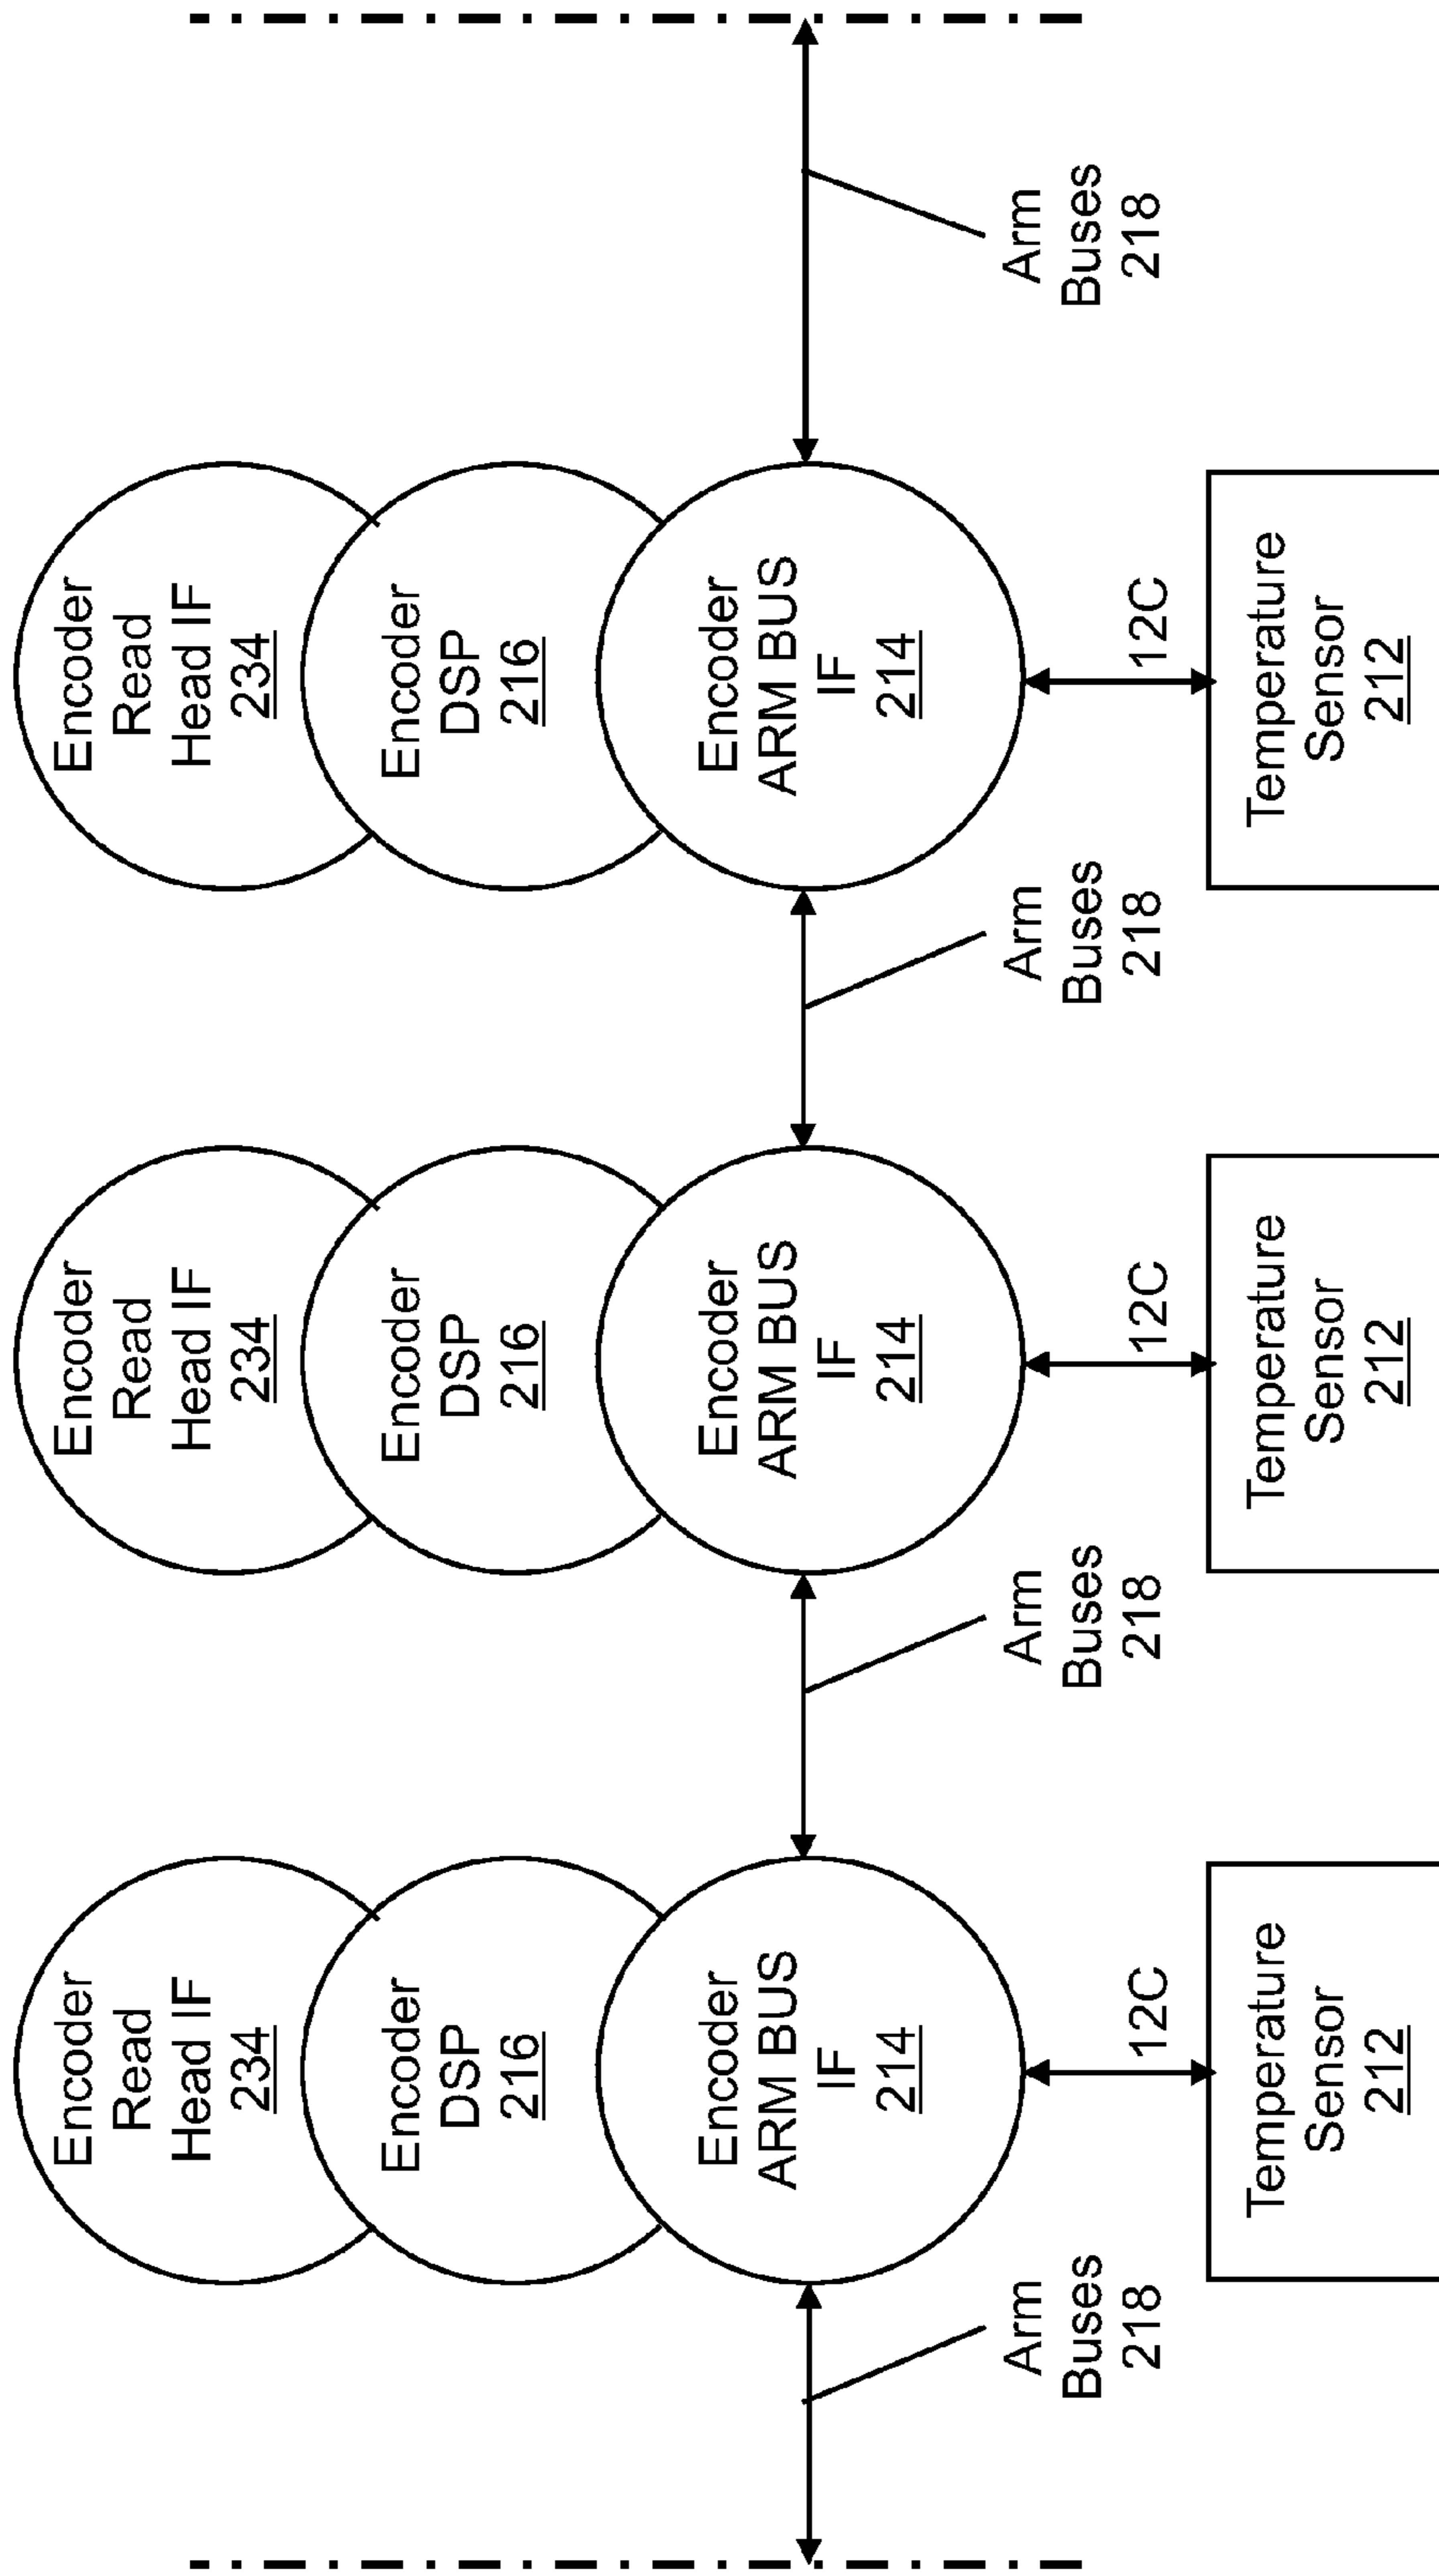 Encoder
Read
Head IF
234
Encoder
DSP
216
Encoder
ARM BUS
IF
214
Arm
Buses
218
12C
Temperature
Sensor
212
Encoder
Read
Head IF
234
Encoder
DSP
216
Encoder
ARM BUS
IF
214
Arm
Buses
218
12C
Temperature
Sensor
212
Encoder
Read
Head IF
234
Encoder
DSP
216
Encoder
ARM BUS
IF
214
Arm
Buses
218
12C
Temperature
Sensor
212
Arm
Buses
218